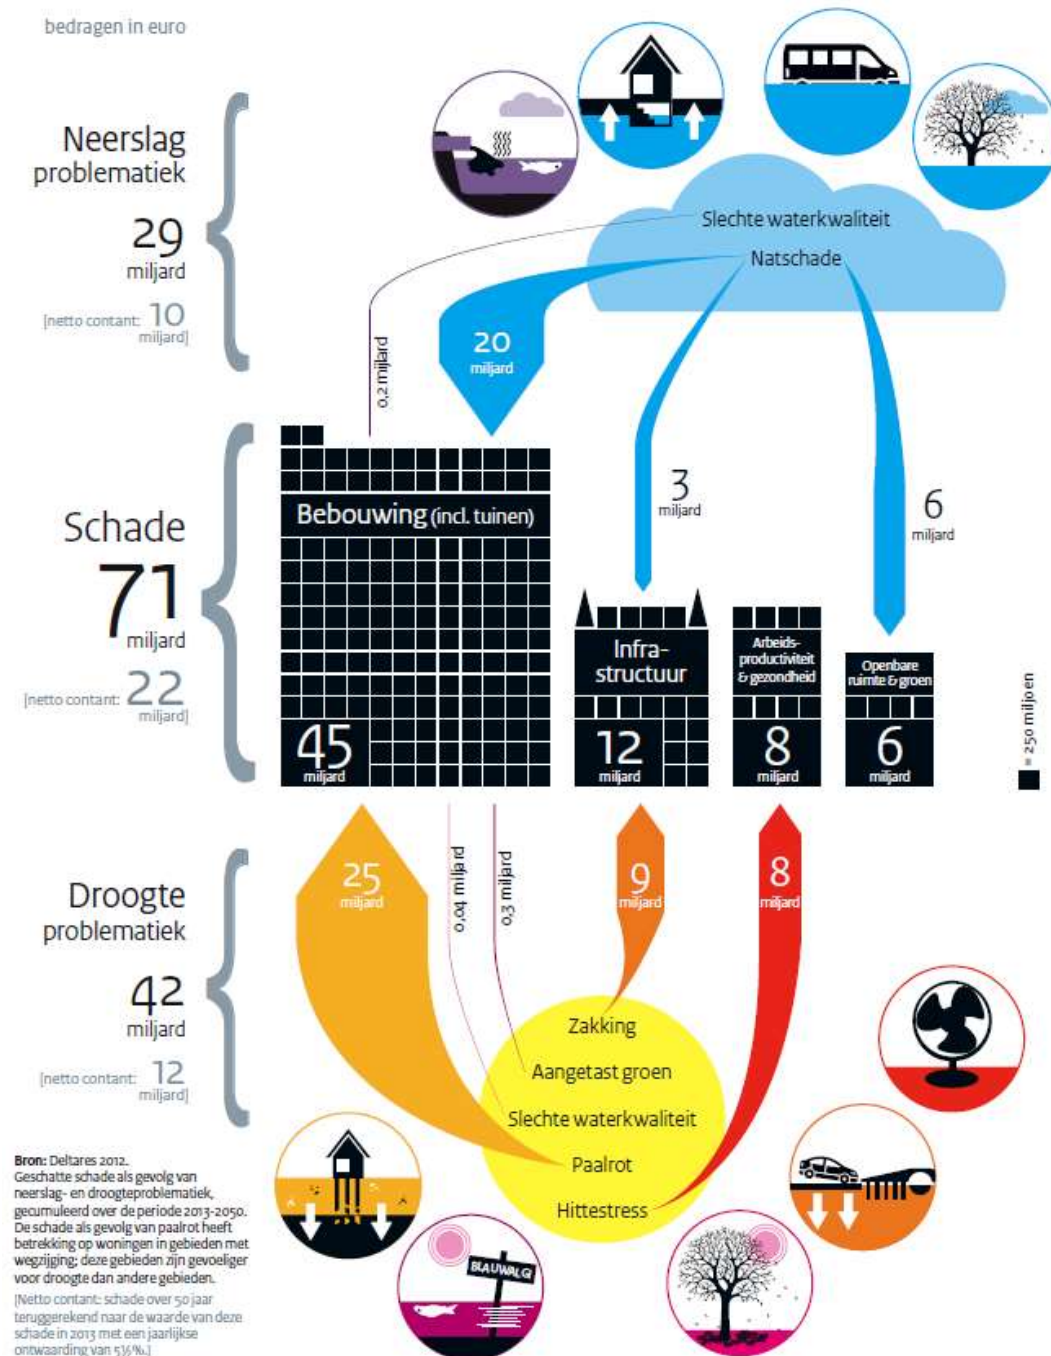 bedragen in euro
Neerslag
problematiek
29
miljard
[netto contant: 10
miljard]
Slechte waterkwaliteit
Natschade
0,2 miljard
20
miljard
3
miljard
6
miljard
Schade
71
miljard
[netto contant: 22
miljard]
Bebouwing (incl. tuinen)
45
miljard
Infra-
structuur
12
miljard
Arbeids-
productiviteit
& gezondheid
8
miljard
Openbare
ruimte & groen
6
miljard
= 250 miljoen
Droogte
problematiek
42
miljard
[netto contant: 12
miljard]
25
miljard
0,04 miljard
0,3 miljard
9
miljard
8
miljard
Zakking
Aangetast groen
Slechte waterkwaliteit
Paalrot
Hittestress
BLAUWALG!
Bron: Deltares 2012.
Geschatte schade als gevolg van
neerslag- en droogteproblematiek,
gecumuleerd over de periode 2013-2050.
De schade als gevolg van paalrot heeft
betrekking op woningen in gebieden met
wegzijging; deze gebieden zijn gevoeliger
voor droogte dan andere gebieden.
[Netto contant: schade over 50 jaar
teruggerekend naar de waarde van deze
schade in 2013 met een jaarlijkse
ontwaarding van 5½%.]